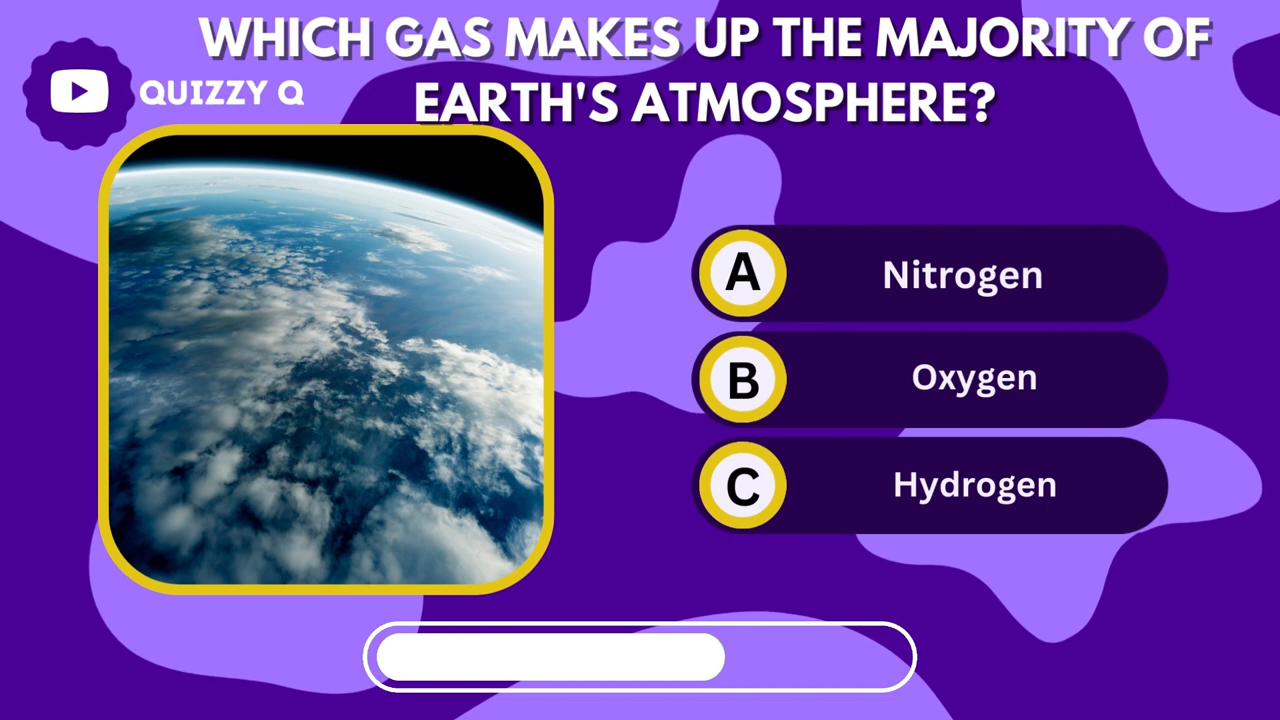 WHICH GAS MAKES UP THE MAJORITY OF
EARTH'S ATMOSPHERE?
QUIZZY Q
A Nitrogen
B Oxygen
C Hydrogen